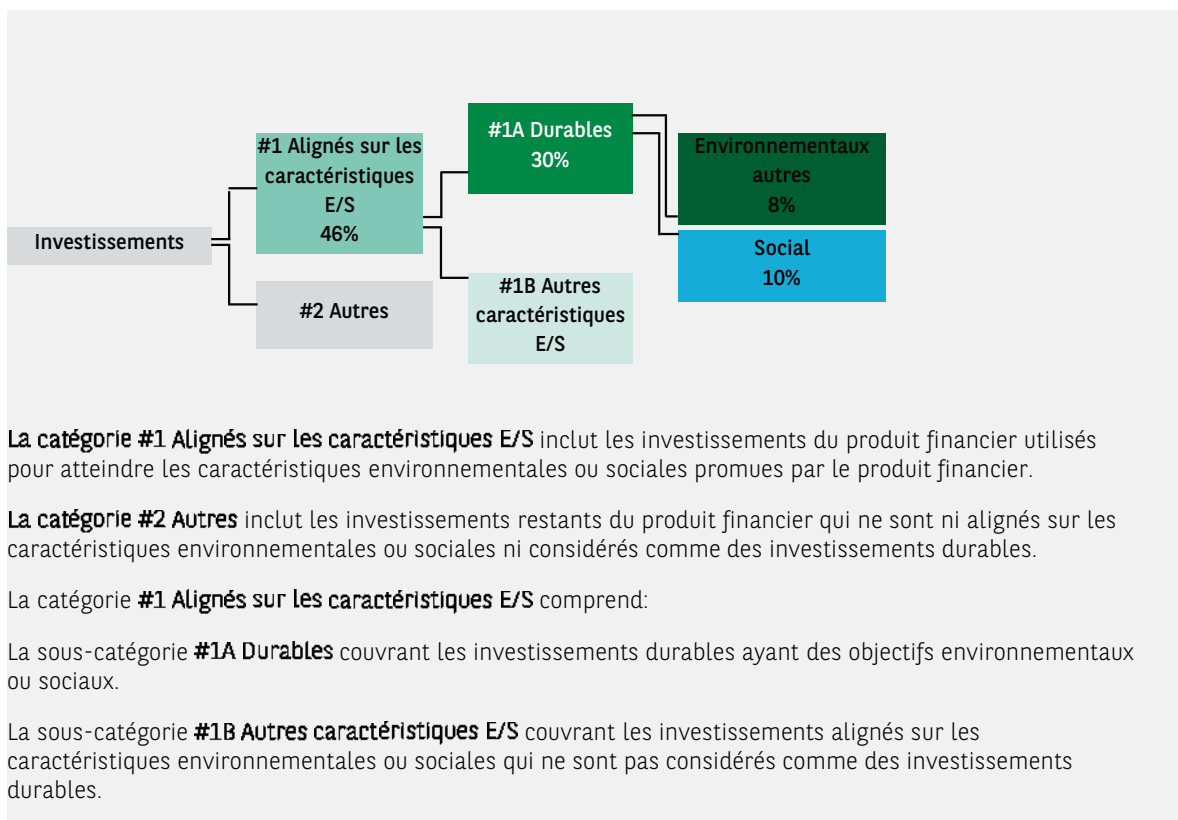 #1A Durables
30%
#1 Alignés sur les
caractéristiques
E/S
46%
Environnementaux
autres
8%
Investissements
Social
10%
#2 Autres
#1B Autres
caractéristiques
E/S
La catégorie #1 Alignés sur les caractéristiques E/S inclut les investissements du produit financier utilisés
pour atteindre les caractéristiques environnementales ou sociales promues par le produit financier.
La catégorie #2 Autres inclut les investissements restants du produit financier qui ne sont ni alignés sur les
caractéristiques environnementales ou sociales ni considérés comme des investissements durables.
La catégorie #1 Alignés sur les caractéristiques E/S comprend:
La sous-catégorie #1A Durables couvrant les investissements durables ayant des objectifs environnementaux
ou sociaux.
La sous-catégorie #1B Autres caractéristiques E/S couvrant les investissements alignés sur les
caractéristiques environnementales ou sociales qui ne sont pas considérés comme des investissements
durables.